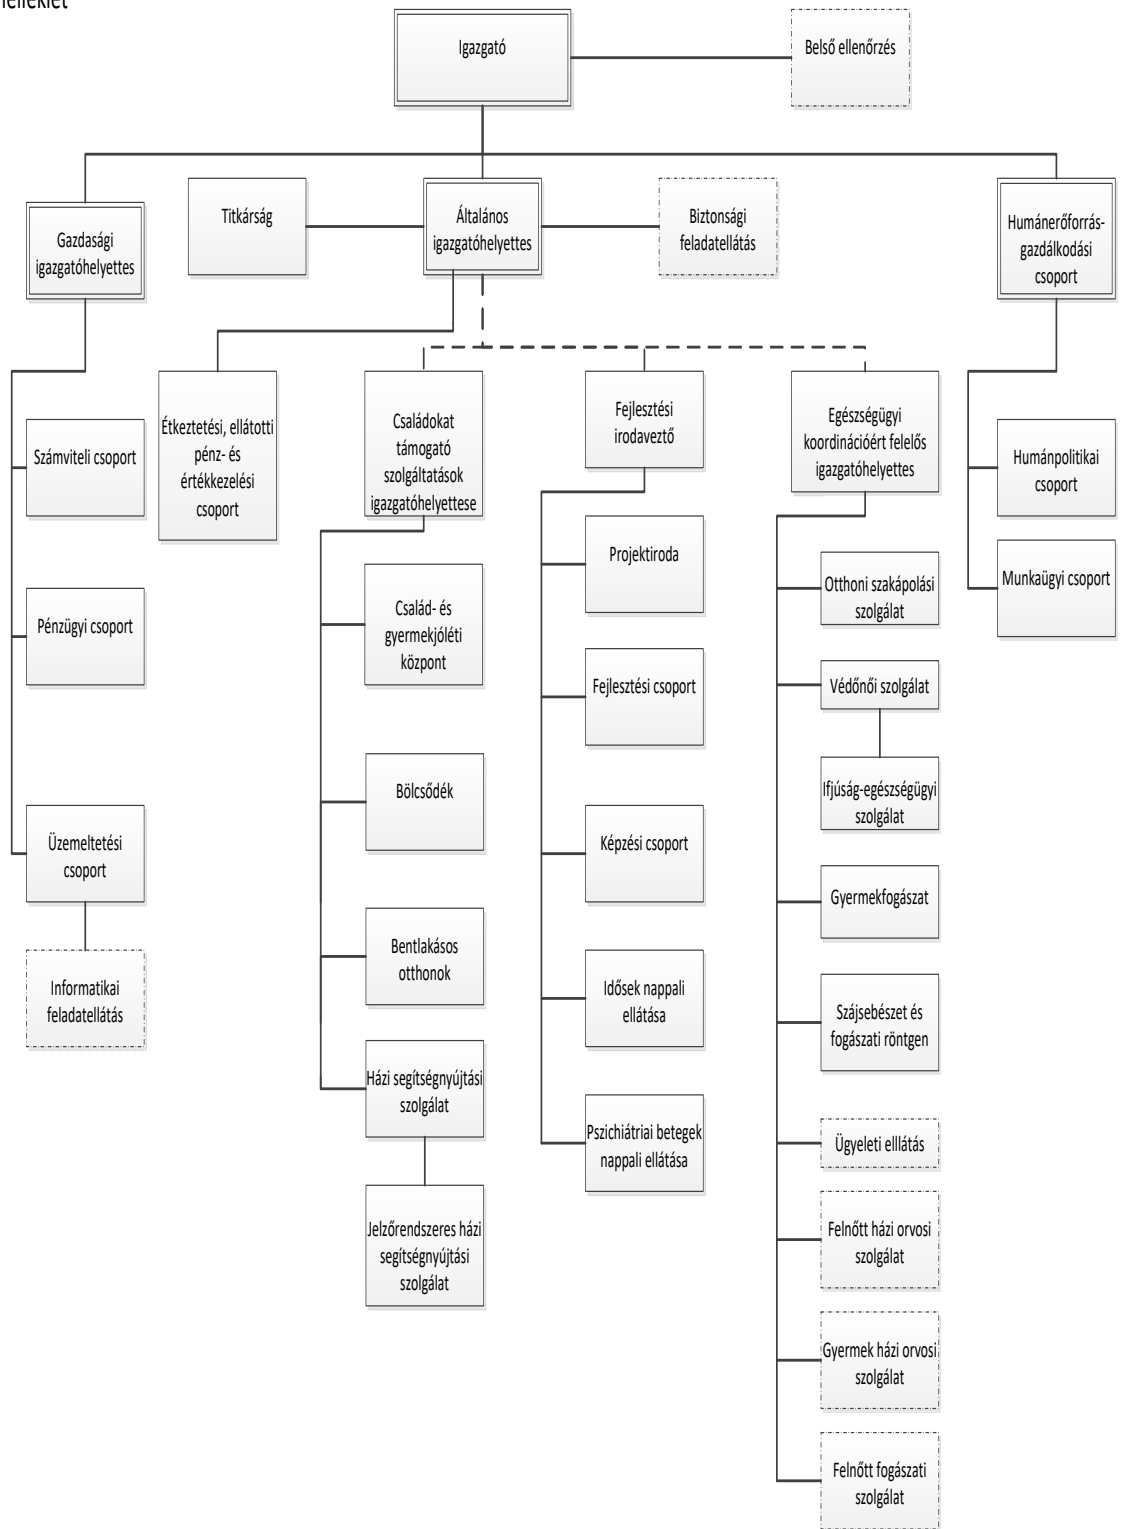 melléklet
Igazgató
Belső ellenőrzés
Gazdasági
igazgatóhelyettes
Titkárság
Általános
igazgatóhelyettes
Biztonsági
feladatellátás
Humánerőforrás-
gazdálkodási
csoport
Számviteli csoport
Pénzügyi csoport
Üzemeltetési
csoport
Informatikai
feladatellátás
Étkeztetési, ellátotti
pénz- és
értékkezelési
csoport
Családokat
támogató
szolgáltatások
igazgatóhelyettese
Család- és
gyermekjóléti
központ
Bölcsődék
Bentlakásos
otthonok
Házi segítségnyújtási
szolgálat
Jelzőrendszeres házi
segítségnyújtási
szolgálat
Fejlesztési
irodaveztő
Projektiroda
Fejlesztési csoport
Képzési csoport
Idősek nappali
ellátása
Pszichiátriai betegek
nappali ellátása
Egészségügyi
koordinációért felelős
igazgatóhelyettes
Otthoni szakápolási
szolgálat
Védőnői szolgálat
Ifjúság-egészségügyi
szolgálat
Gyermekfogászat
Szájsebészet és
fogászati röntgen
Ügyeleti elllátás
Felnőtt házi orvosi
szolgálat
Gyermek házi orvosi
szolgálat
Felnőtt fogászati
szolgálat
Humánpolitikai
csoport
Munkaügyi csoport